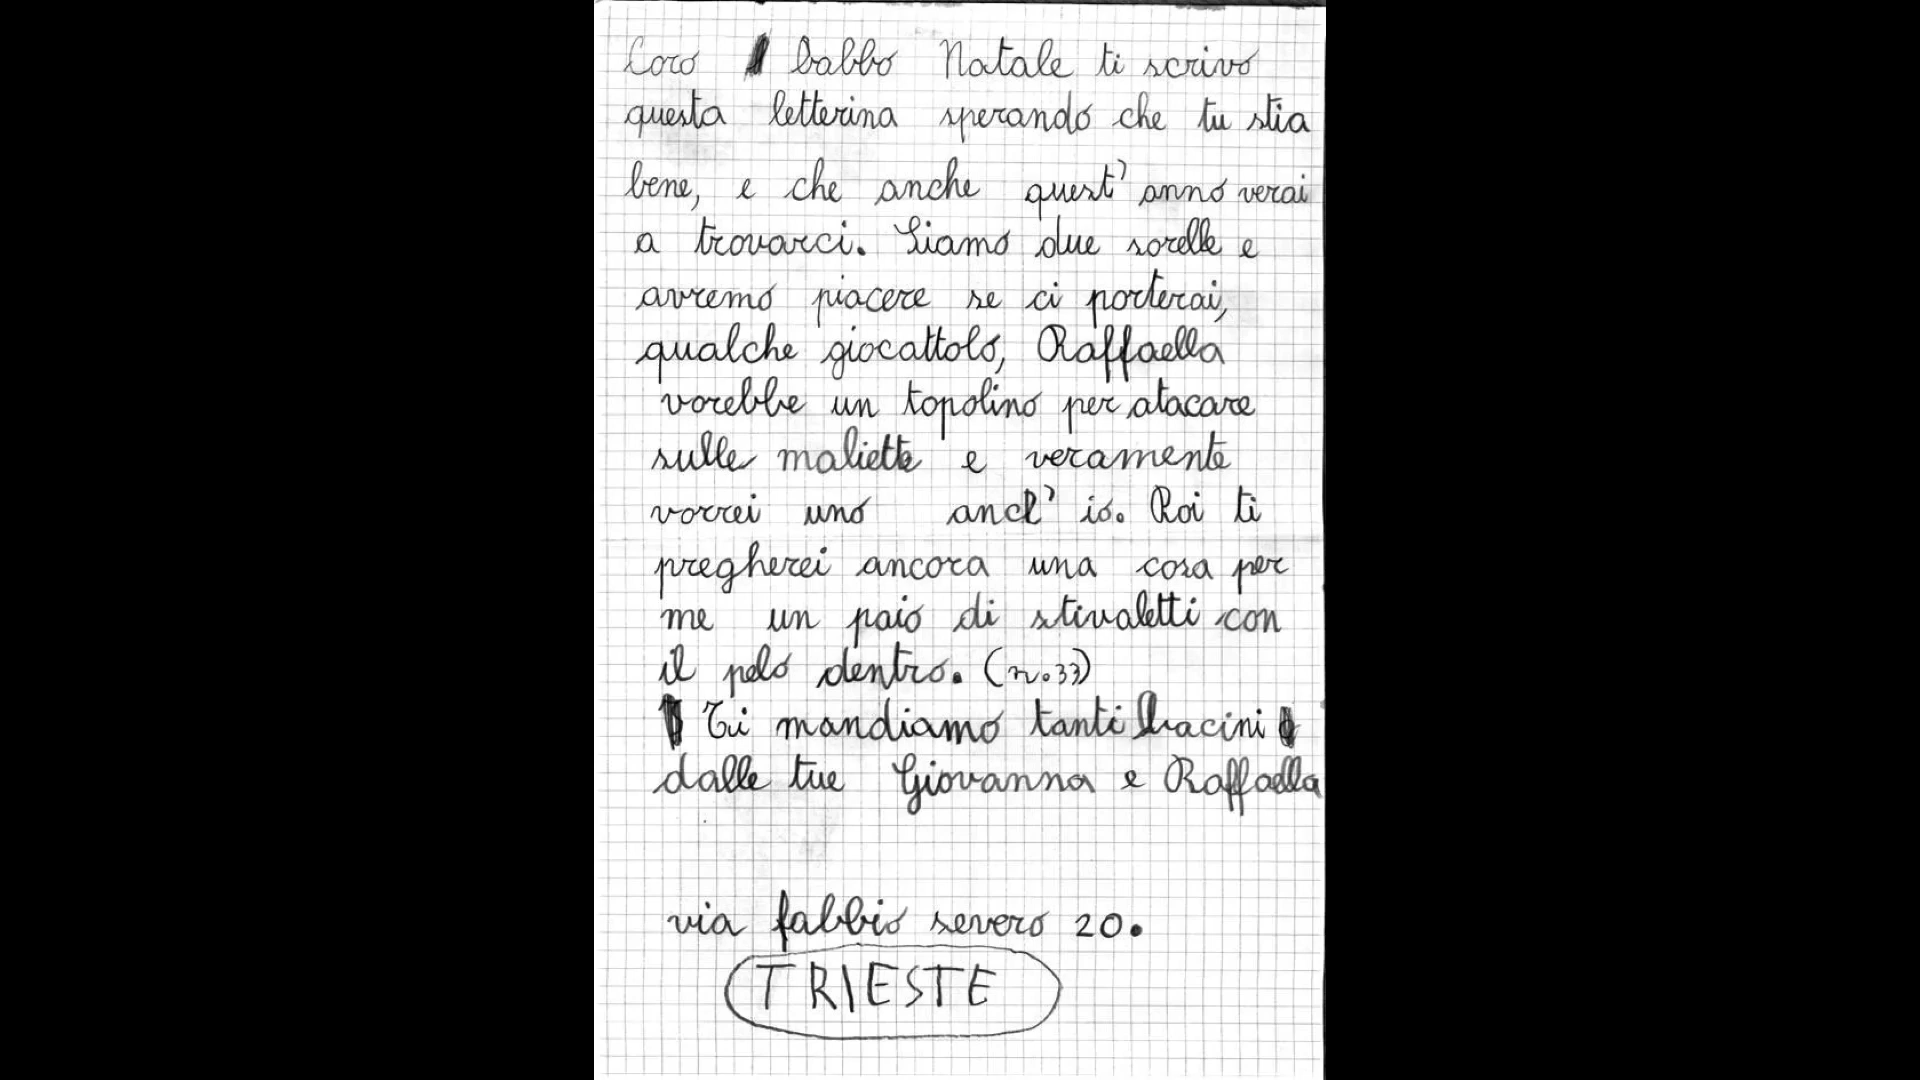 Caro babbo Natale ti scrivo
questa letterina sperando che tu stia
bene, e che anche quest' anno verai
a trovarci. Siamo due sorelle e
avremo piacere se ci porterai,
qualche giocattolo, Raffaella
vorebbe un topolino per atacare
sulle maliette e veramente
vorrei uno anch' io. Poi ti
pregherei ancora una cosa per
me un paio di stivaletti con
il pelo dentro. (n.33)
Ti mandiamo tanti bacini
dalle tue Giovanna e Raffaella
via fabbio severo 20.
TRIESTE